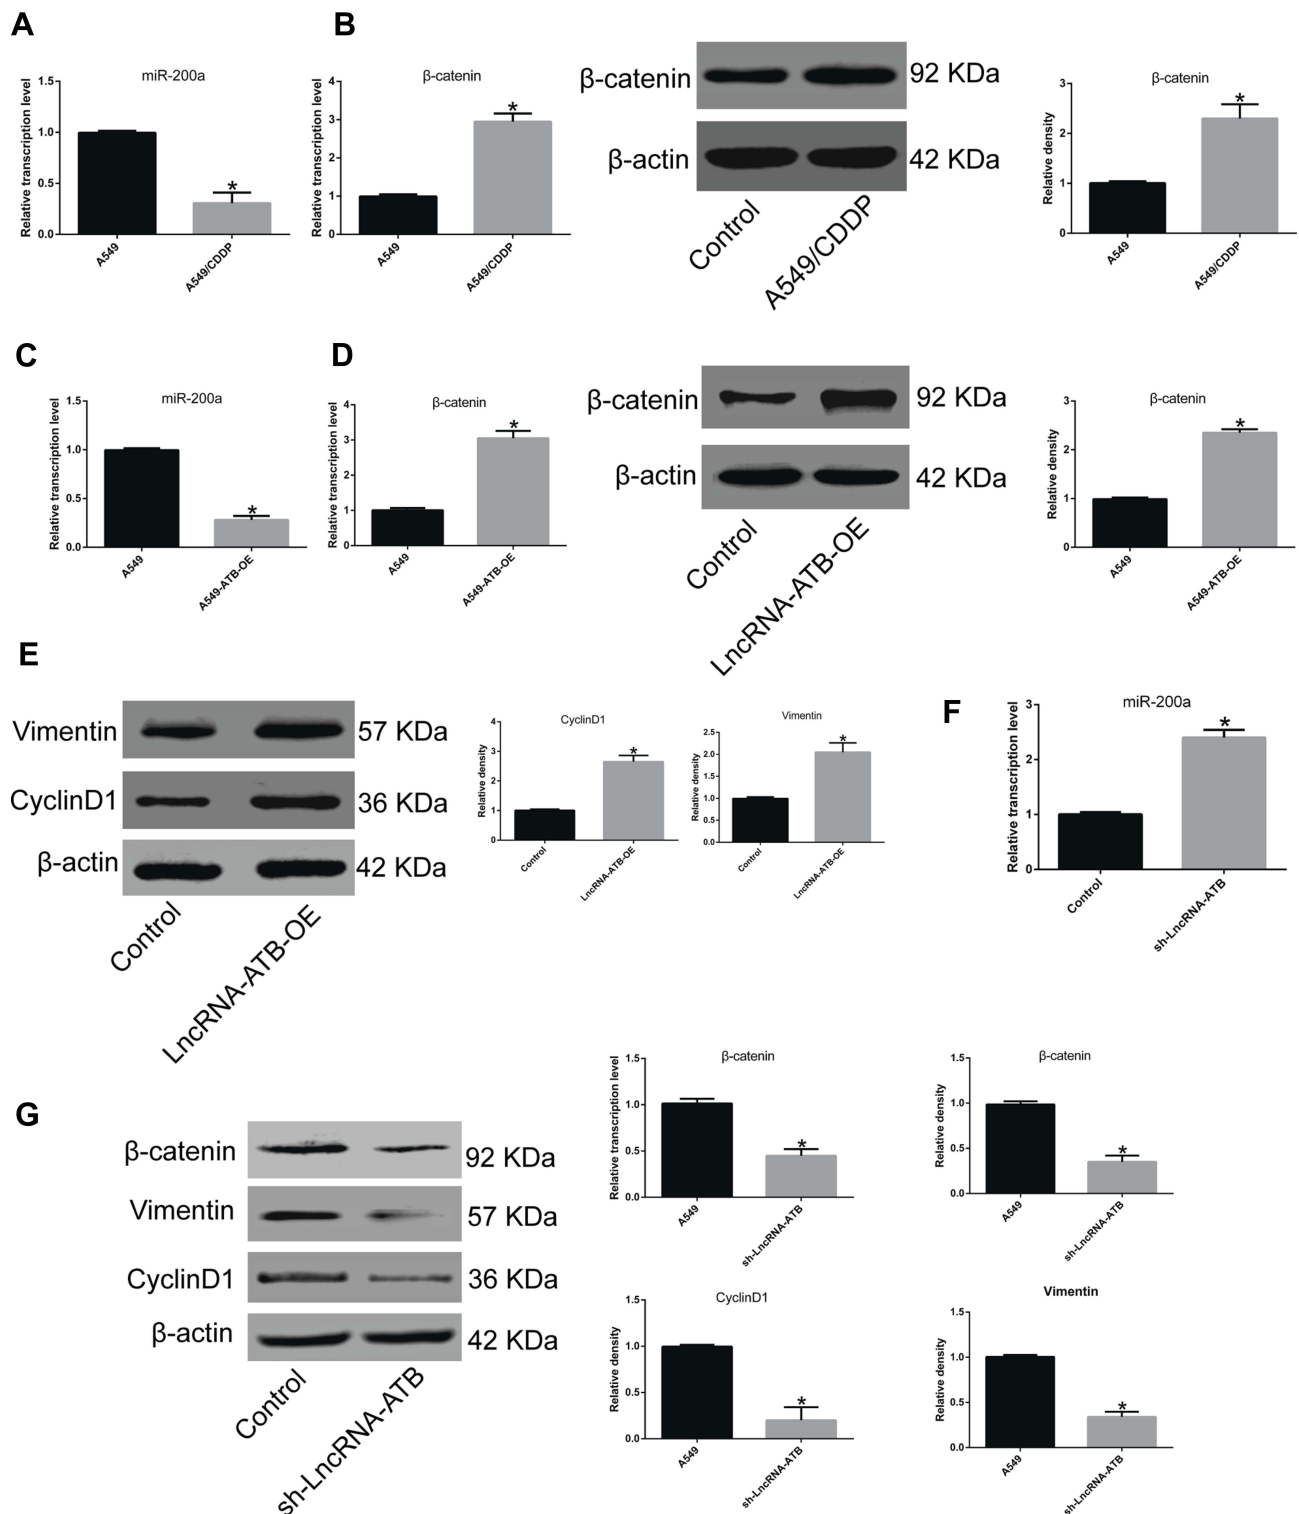 A
miR-200a
Relative transcription level
1.5
1.0
0.5
0.0
A549
A549/CDDP
*
B
β-catenin
Relative transcription level
4
3
2
1
0
A549
A549/CDDP
*
β-catenin
92 KDa
β-actin
42 KDa
Control
A549/CDDP
β-catenin
Relative density
3
2
1
0
A549
A549/CDDP
*
C
miR-200a
Relative transcription level
1.5
1.0
0.5
0.0
A549
A549-ATB-OE
*
D
β-catenin
Relative transcription level
4
3
2
1
0
A549
A549-ATB-OE
*
β-catenin
92 KDa
β-actin
42 KDa
Control
LncRNA-ATB-OE
β-catenin
Relative density
3
2
1
0
A549
A549-ATB-OE
*
E
Vimentin
57 KDa
CyclinD1
36 KDa
β-actin
42 KDa
Control
LncRNA-ATB-OE
CyclinD1
Relative density
4
3
2
1
0
Control
LncRNA-ATB-OE
*
Vimentin
Relative density
2.5
2.0
1.5
1.0
0.5
0.0
Control
LncRNA-ATB-OE
*
F
miR-200a
Relative transcription level
3
2
1
0
Control
sh-LncRNA-ATB
*
G
β-catenin
92 KDa
Vimentin
57 KDa
CyclinD1
36 KDa
β-actin
42 KDa
Control
sh-LncRNA-ATB
β-catenin
Relative transcription level
1.5
1.0
0.5
0.0
A549
sh-LncRNA-ATB
*
β-catenin
Relative density
1.5
1.0
0.5
0.0
A549
sh-LncRNA-ATB
*
CyclinD1
Relative density
1.5
1.0
0.5
0.0
A549
sh-LncRNA-ATB
*
Vimentin
Relative density
1.5
1.0
0.5
0.0
A549
sh-LncRNA-ATB
*